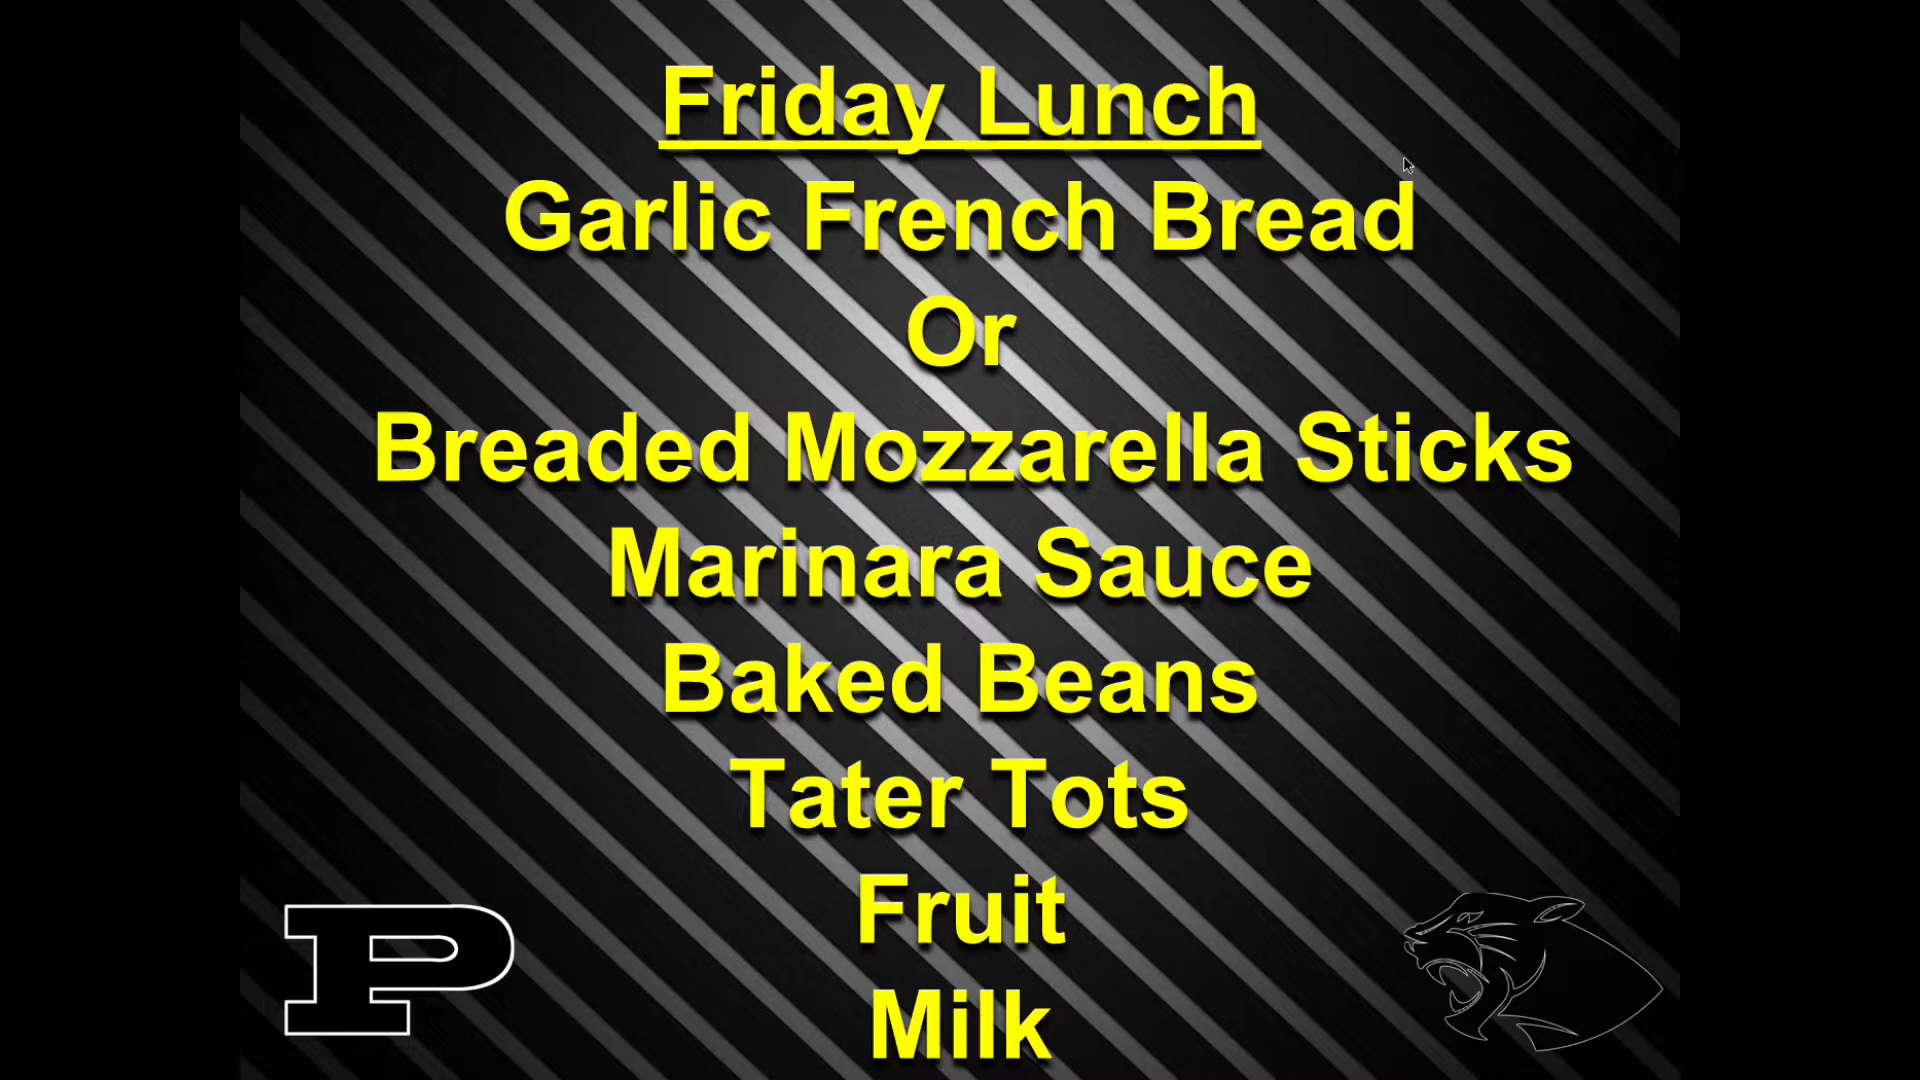 Friday Lunch
Garlic French Bread
Or
Breaded Mozzarella Sticks
Marinara Sauce
Baked Beans
Tater Tots
Fruit
Milk
P